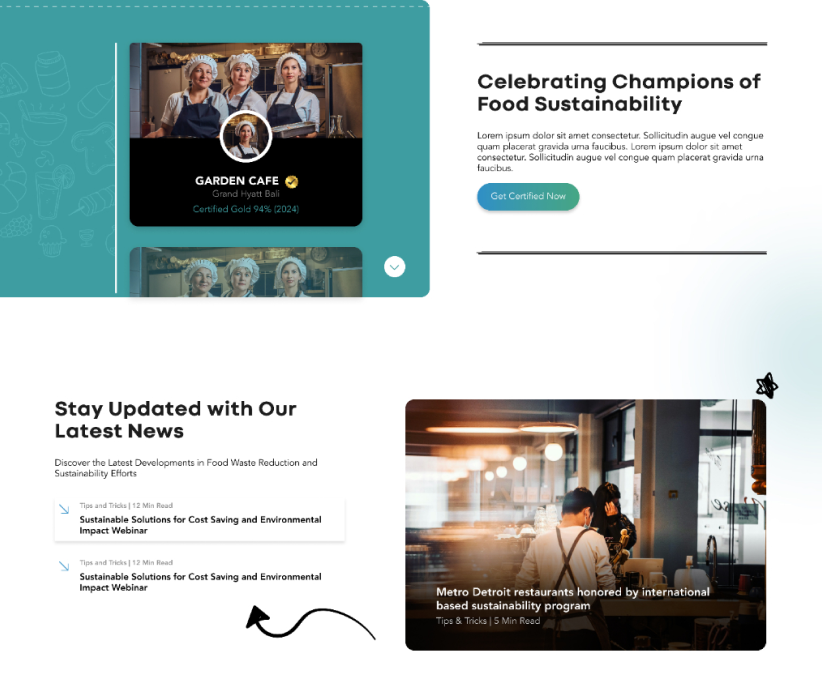 GARDEN CAFE
Grand Hyatt Bali
Certified Gold 94% (2024)
Celebrating Champions of
Food Sustainability
Lorem ipsum dolor sit amet consectetur. Sollicitudin augue vel congue
quam placerat gravida urna faucibus. Lorem ipsum dolor sit amet
consectetur. Sollicitudin augue vel congue quam placerat gravida urna
faucibus.
Get Certified Now
Stay Updated with Our
Latest News
Discover the Latest Developments in Food Waste Reduction and
Sustainability Efforts
Tips and Tricks | 12 Min Read
Sustainable Solutions for Cost Saving and Environmental
Impact Webinar
Tips and Tricks | 12 Min Read
Sustainable Solutions for Cost Saving and Environmental
Impact Webinar
Metro Detroit restaurants honored by international
based sustainability program
Tips & Tricks | 5 Min Read